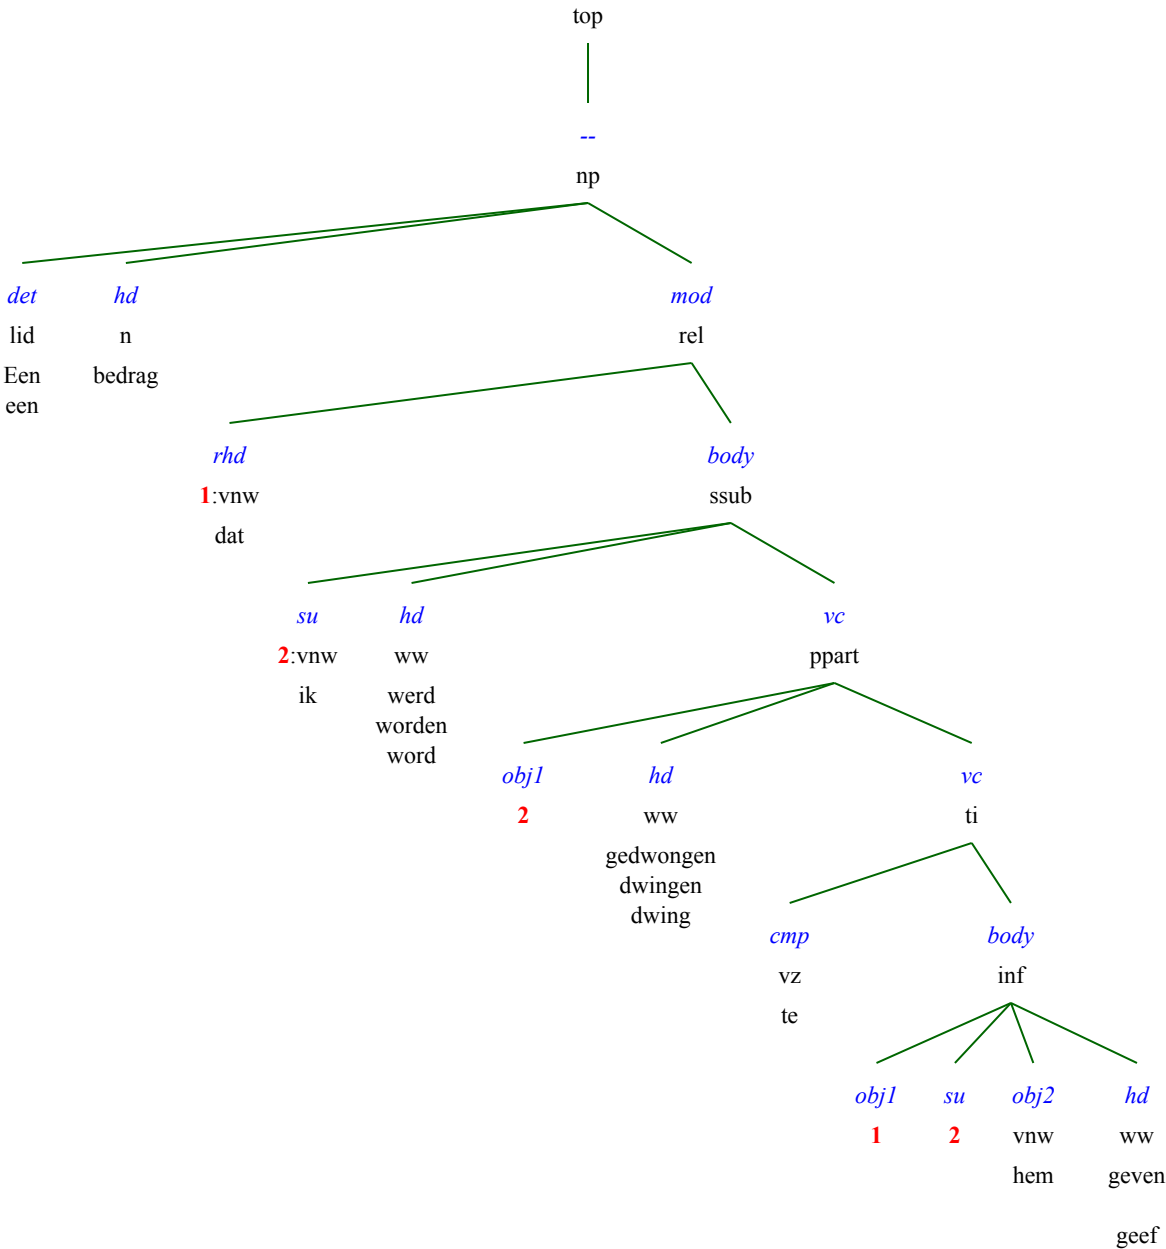 top
--
np
det hd mod
lid n rel
Een bedrag
een
rhd body
1:vnw ssub
dat
su hd vc
2:vnw ww ppart
ik werd
worden
word
obj1 hd vc
2 ww ti
gedwongen
dwingen
dwing
cmp body
vz inf
te
obj1 su obj2 hd
1 2 vnw ww
hem geven
geef